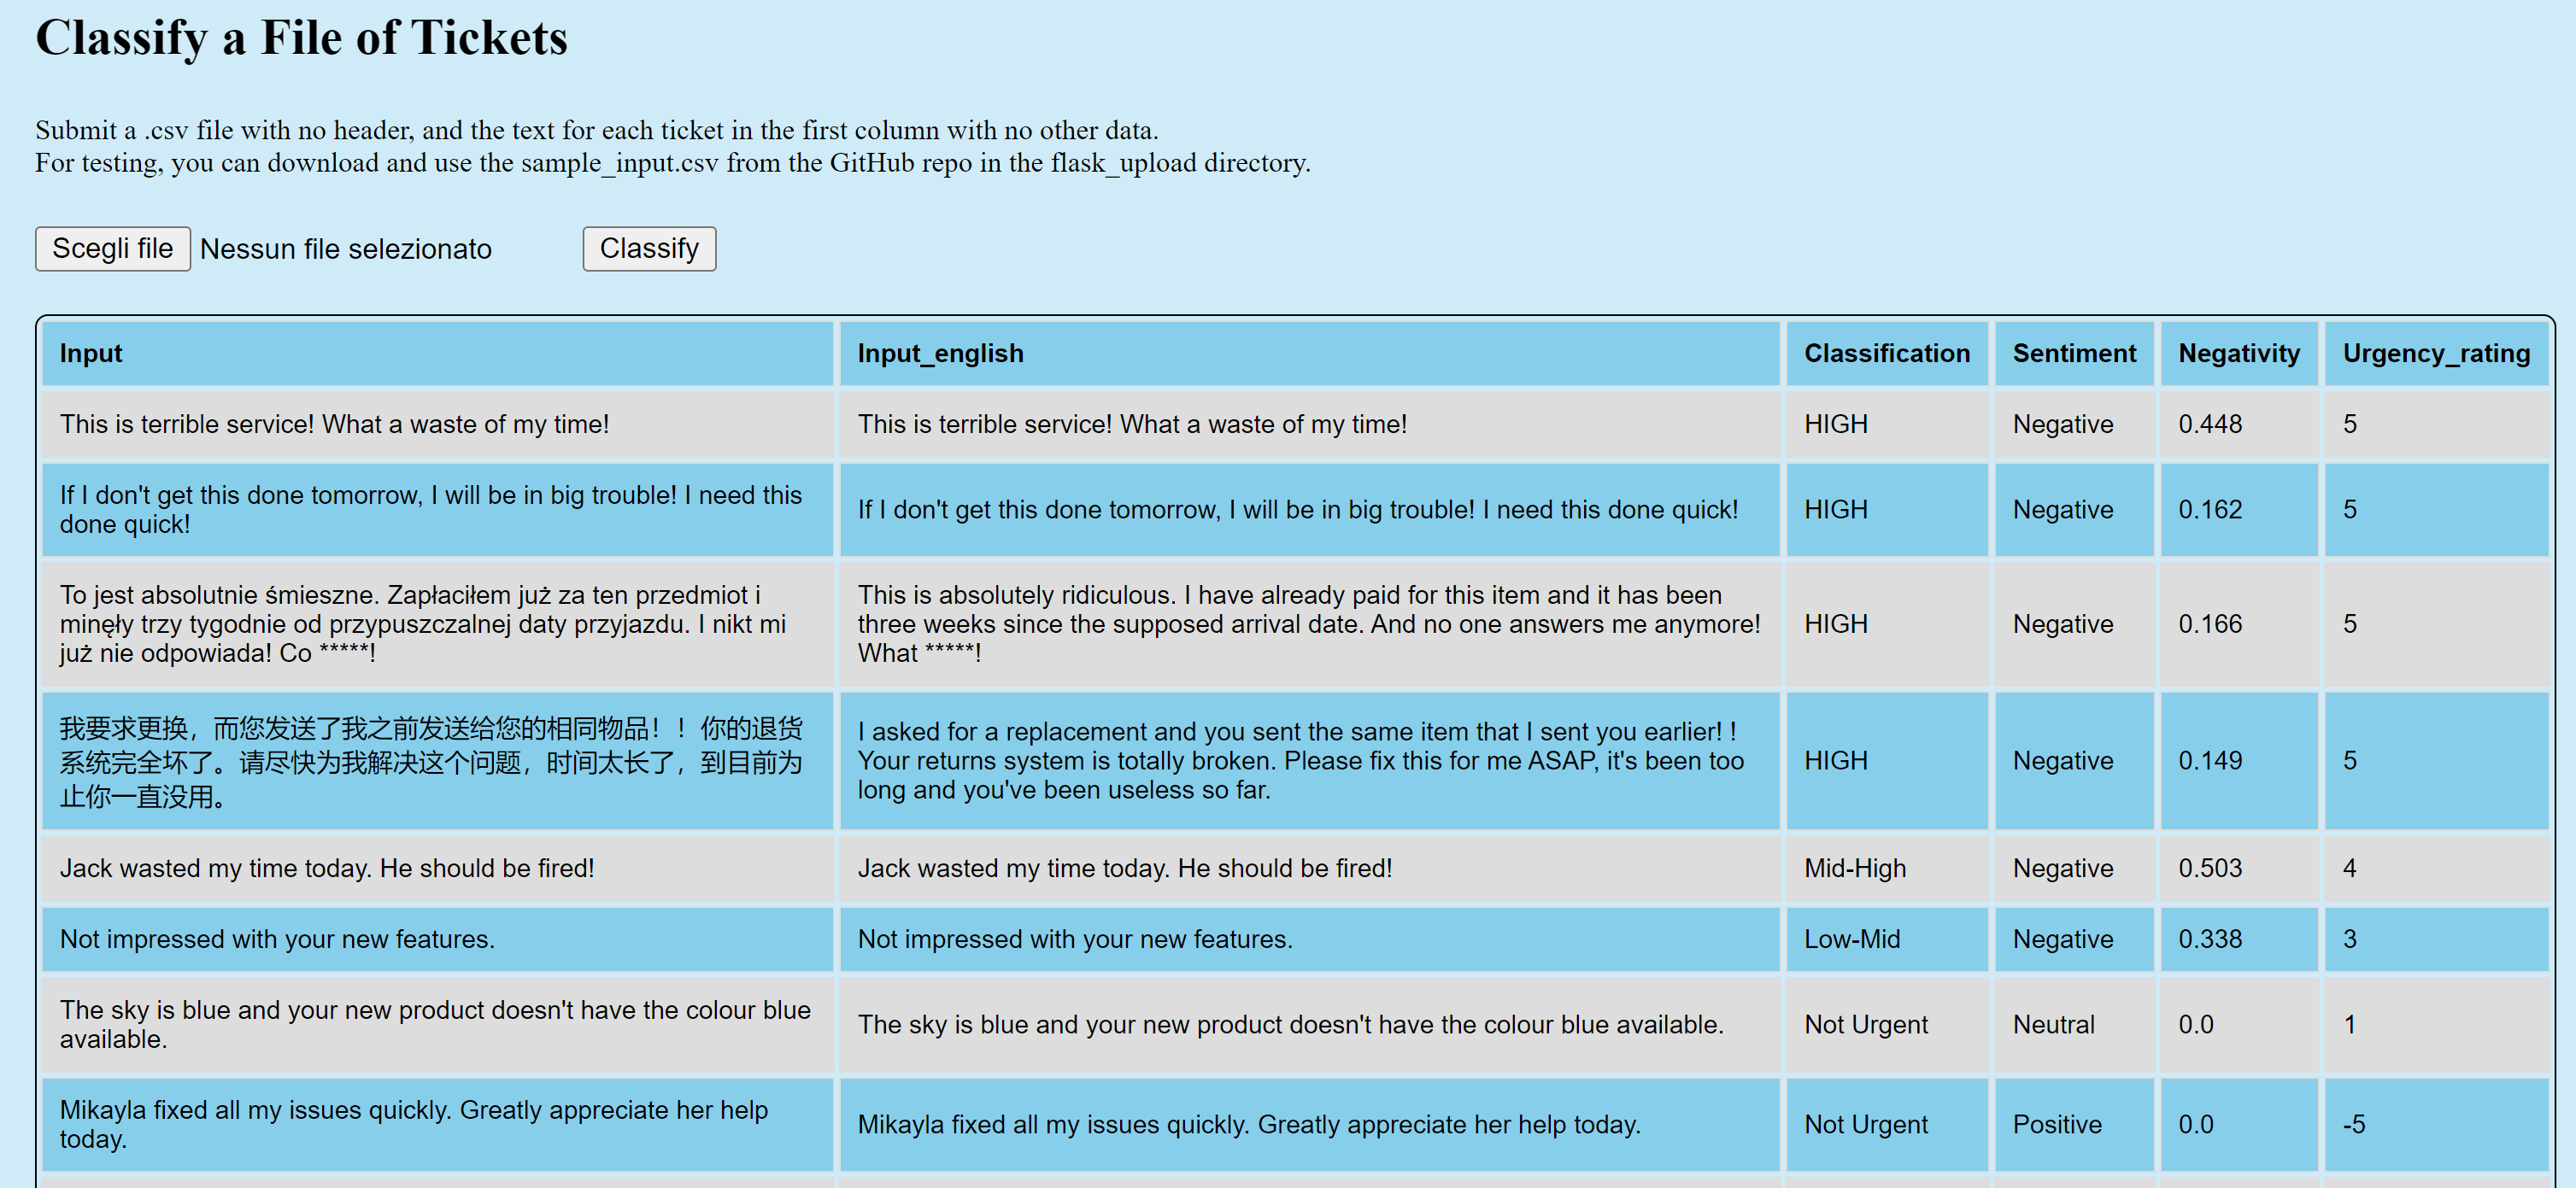 Classify a File of Tickets
Submit a .csv file with no header, and the text for each ticket in the first column with no other data.
For testing, you can download and use the sample_input.csv from the GitHub repo in the flask_upload directory.
Scegli file Nessun file selezionato Classify
Input Input_english Classification Sentiment Negativity Urgency_rating
This is terrible service! What a waste of my time! This is terrible service! What a waste of my time! HIGH Negative 0.448 5
If I don't get this done tomorrow, I will be in big trouble! I need this
done quick!
If I don't get this done tomorrow, I will be in big trouble! I need this done quick! HIGH Negative 0.162 5
To jest absolutnie śmieszne. Zapłaciłem już za ten przedmiot i
minęły trzy tygodnie od przypuszczalnej daty przyjazdu. I nikt mi
już nie odpowiada! Co *****!
This is absolutely ridiculous. I have already paid for this item and it has been
three weeks since the supposed arrival date. And no one answers me anymore!
What *****!
HIGH Negative 0.166 5
我要求更换，而您发送了我之前发送给您的相同物品！！你的退货
系统完全坏了。请尽快为我解决这个问题，时间太长了，到目前为
止你一直没用。
I asked for a replacement and you sent the same item that I sent you earlier! !
Your returns system is totally broken. Please fix this for me ASAP, it's been too
long and you've been useless so far.
HIGH Negative 0.149 5
Jack wasted my time today. He should be fired! Jack wasted my time today. He should be fired! Mid-High Negative 0.503 4
Not impressed with your new features. Not impressed with your new features. Low-Mid Negative 0.338 3
The sky is blue and your new product doesn't have the colour blue
available.
The sky is blue and your new product doesn't have the colour blue available. Not Urgent Neutral 0.0 1
Mikayla fixed all my issues quickly. Greatly appreciate her help
today.
Mikayla fixed all my issues quickly. Greatly appreciate her help today. Not Urgent Positive 0.0 -5